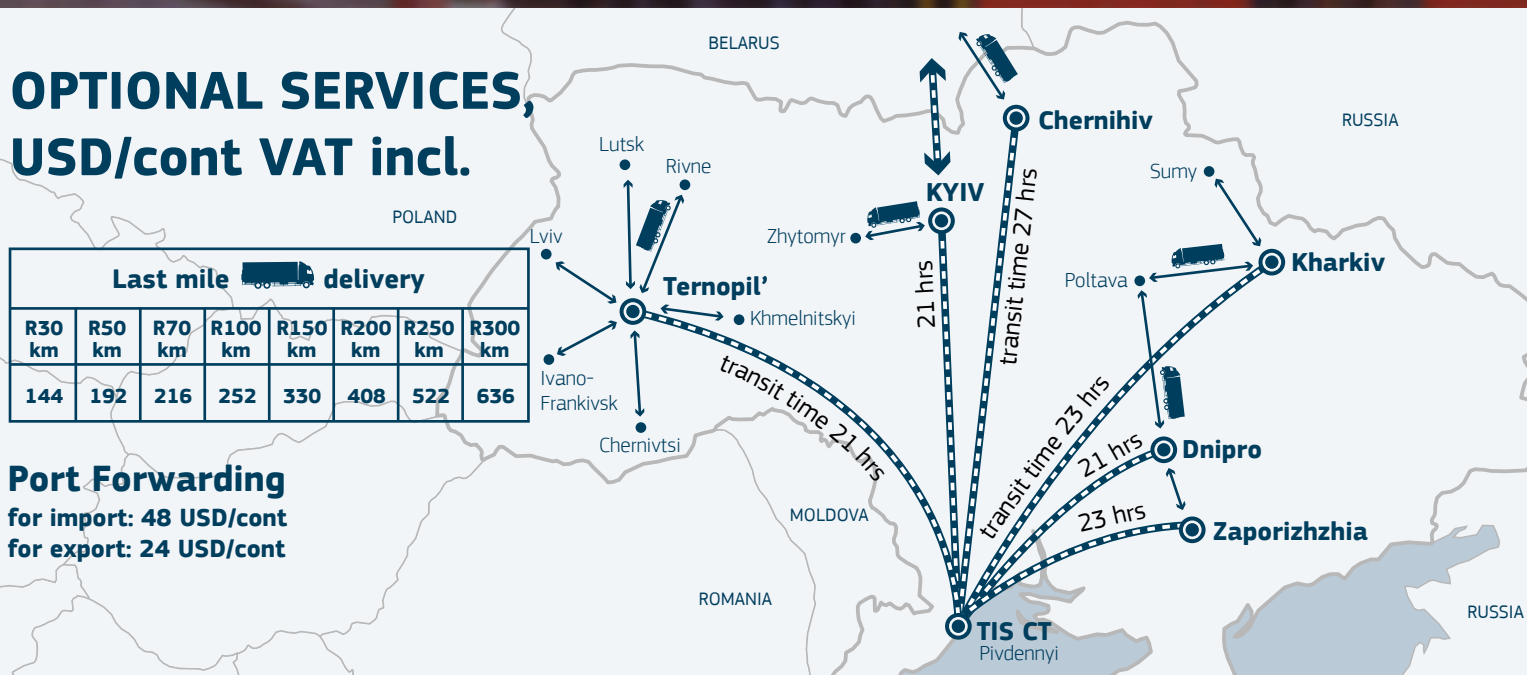 OPTIONAL SERVICES,
USD/cont VAT incl.
Last mile delivery
R30 km
R50 km
R70 km
R100 km
R150 km
R200 km
R250 km
R300 km
144
192
216
252
330
408
522
636
Port Forwarding
for import: 48 USD/cont
for export: 24 USD/cont
BELARUS
RUSSIA
POLAND
MOLDOVA
ROMANIA
RUSSIA
Lutsk
Rivne
Lviv
Ternopil’
Khmelnitskyi
Ivano-
Frankivsk
Chernivtsi
transit time 21 hrs
Zhytomyr
KYIV
21 hrs
Chernihiv
transit time 27 hrs
Sumy
Poltava
Kharkiv
transit time 23 hrs
Dnipro
21 hrs
Zaporizhzhia
23 hrs
TIS CT
Pivdennyi